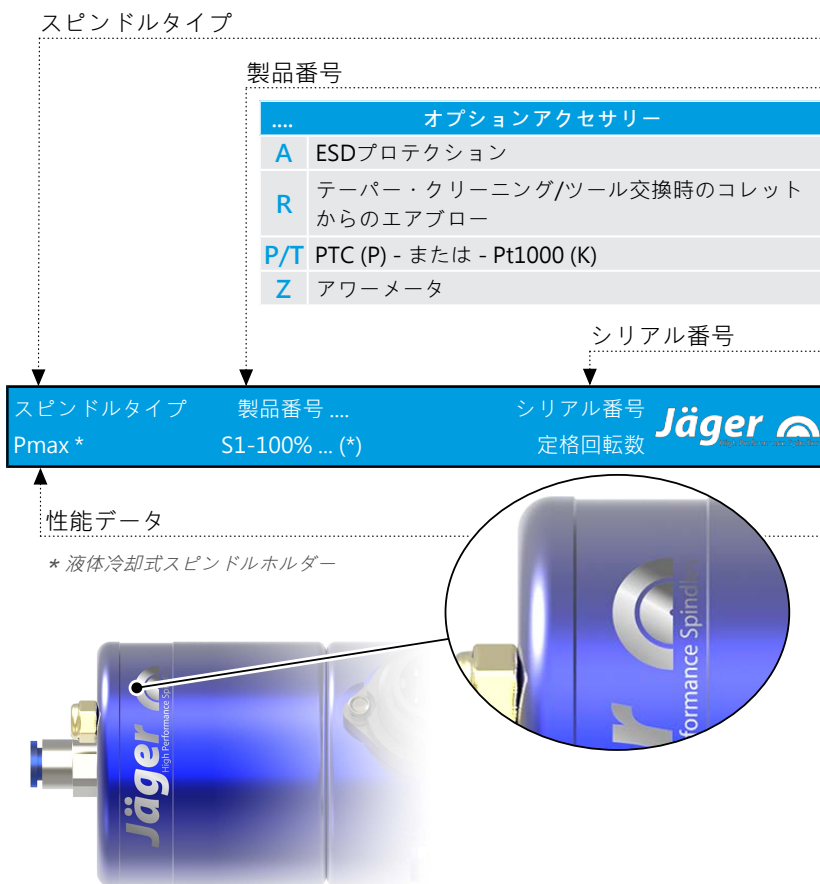 スピンドルタイプ
製品番号
.... オプションアクセサリー
A ESDプロテクション
R テーパー・クリーニング/ツール交換時のコレット
からのエアブロー
P/T PTC (P) - または - Pt1000 (K)
Z アワーメータ
シリアル番号
スピンドルタイプ 製品番号 .... シリアル番号
Pmax * S1-100% ... (*) 定格回転数
Jäger
性能データ
* 液体冷却式スピンドルホルダー
Jäger
High Performance Sp
r
formance Spindles